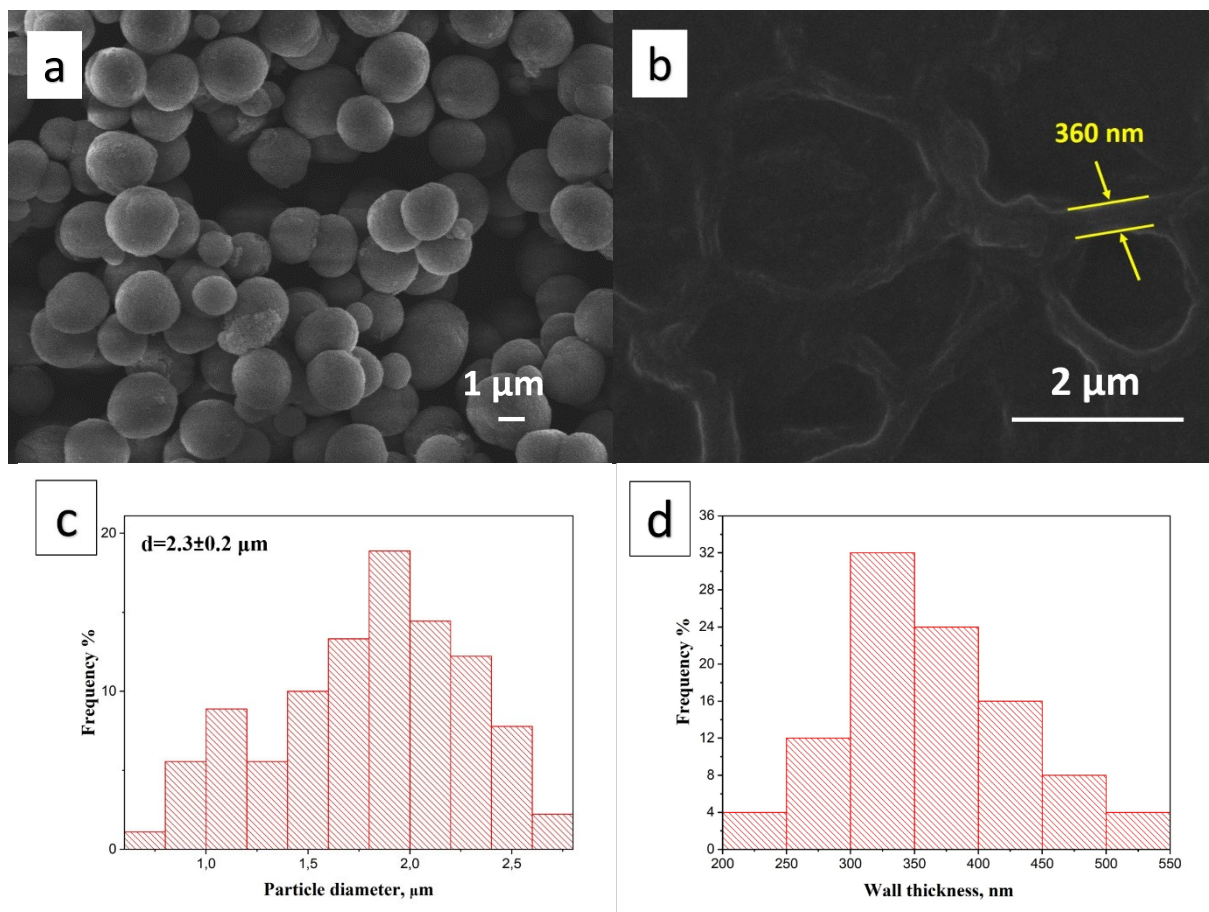 a
1 μm
b
360 nm
2 μm
c
d=2.3±0.2 μm
20
10
0
Frequency %
1,0
1,5
2,0
2,5
Particle diameter, μm
d
36
32
28
24
20
16
12
8
4
0
Frequency %
200
250
300
350
400
450
500
550
Wall thickness, nm